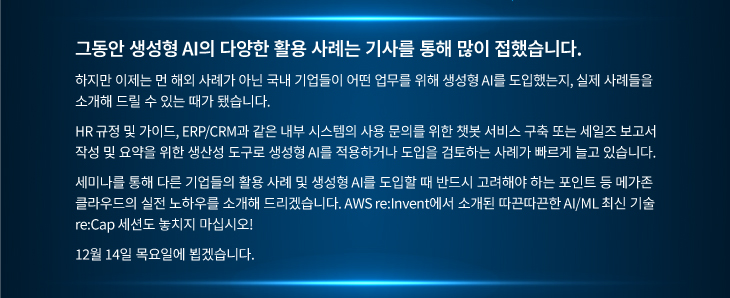 그동안 생성형 AI의 다양한 활용 사례는 기사를 통해 많이 접했습니다.
하지만 이제는 먼 해외 사례가 아닌 국내 기업들이 어떤 업무를 위해 생성형 AI를 도입했는지, 실제 사례들을
소개해 드릴 수 있는 때가 됐습니다.
HR 규정 및 가이드, ERP/CRM과 같은 내부 시스템의 사용 문의를 위한 챗봇 서비스 구축 또는 세일즈 보고서
작성 및 요약을 위한 생산성 도구로 생성형 AI를 적용하거나 도입을 검토하는 사례가 빠르게 늘고 있습니다.
세미나를 통해 다른 기업들의 활용 사례 및 생성형 AI를 도입할 때 반드시 고려해야 하는 포인트 등 메가존
클라우드의 실전 노하우를 소개해 드리겠습니다. AWS re:Invent에서 소개된 따끈따끈한 AI/ML 최신 기술
re:Cap 세션도 놓치지 마십시오!
12월 14일 목요일에 뵙겠습니다.